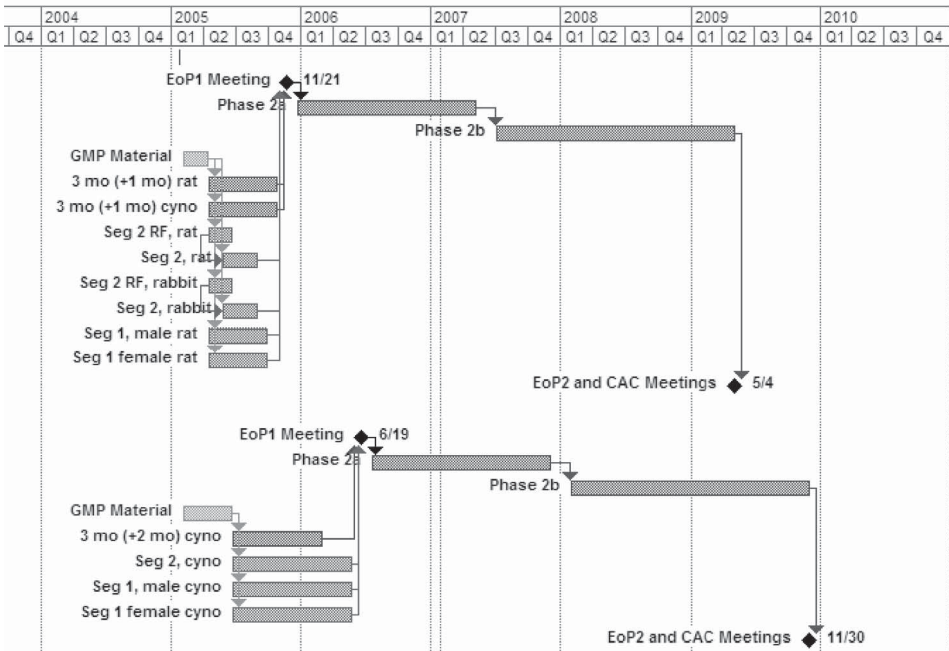 2004 2005 2006 2007 2008 2009 2010
Q4 Q1 Q2 Q3 Q4 Q1 Q2 Q3 Q4 Q1 Q2 Q3 Q4 Q1 Q2 Q3 Q4 Q1 Q2 Q3 Q4 Q1 Q2 Q3 Q4 Q1 Q2 Q3 Q4
EoP1 Meeting 11/21
Phase 2a
Phase 2b
GMP Material
3 mo (+1 mo) rat
3 mo (+1 mo) cyno
Seg 2 RF, rat
Seg 2, rat
Seg 2 RF, rabbit
Seg 2, rabbit
Seg 1, male rat
Seg 1 female rat
EoP2 and CAC Meetings 5/4
EoP1 Meeting 6/19
Phase 2a
Phase 2b
GMP Material
3 mo (+2 mo) cyno
Seg 2, cyno
Seg 1, male cyno
Seg 1 female cyno
EoP2 and CAC Meetings 11/30